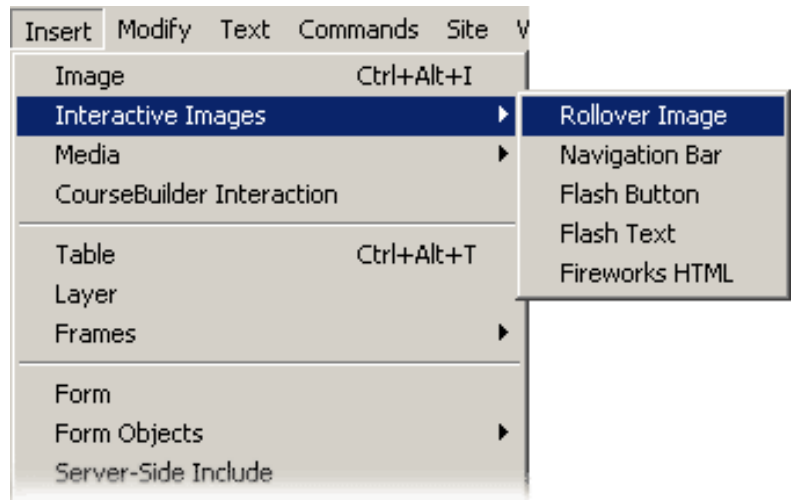 Insert Modify Text Commands Site
Image Ctrl+Alt+I
Interactive Images
Media
CourseBuilder Interaction
Table Ctrl+Alt+T
Layer
Frames
Form
Form Objects
Server-Side Include
Rollover Image
Navigation Bar
Flash Button
Flash Text
Fireworks HTML